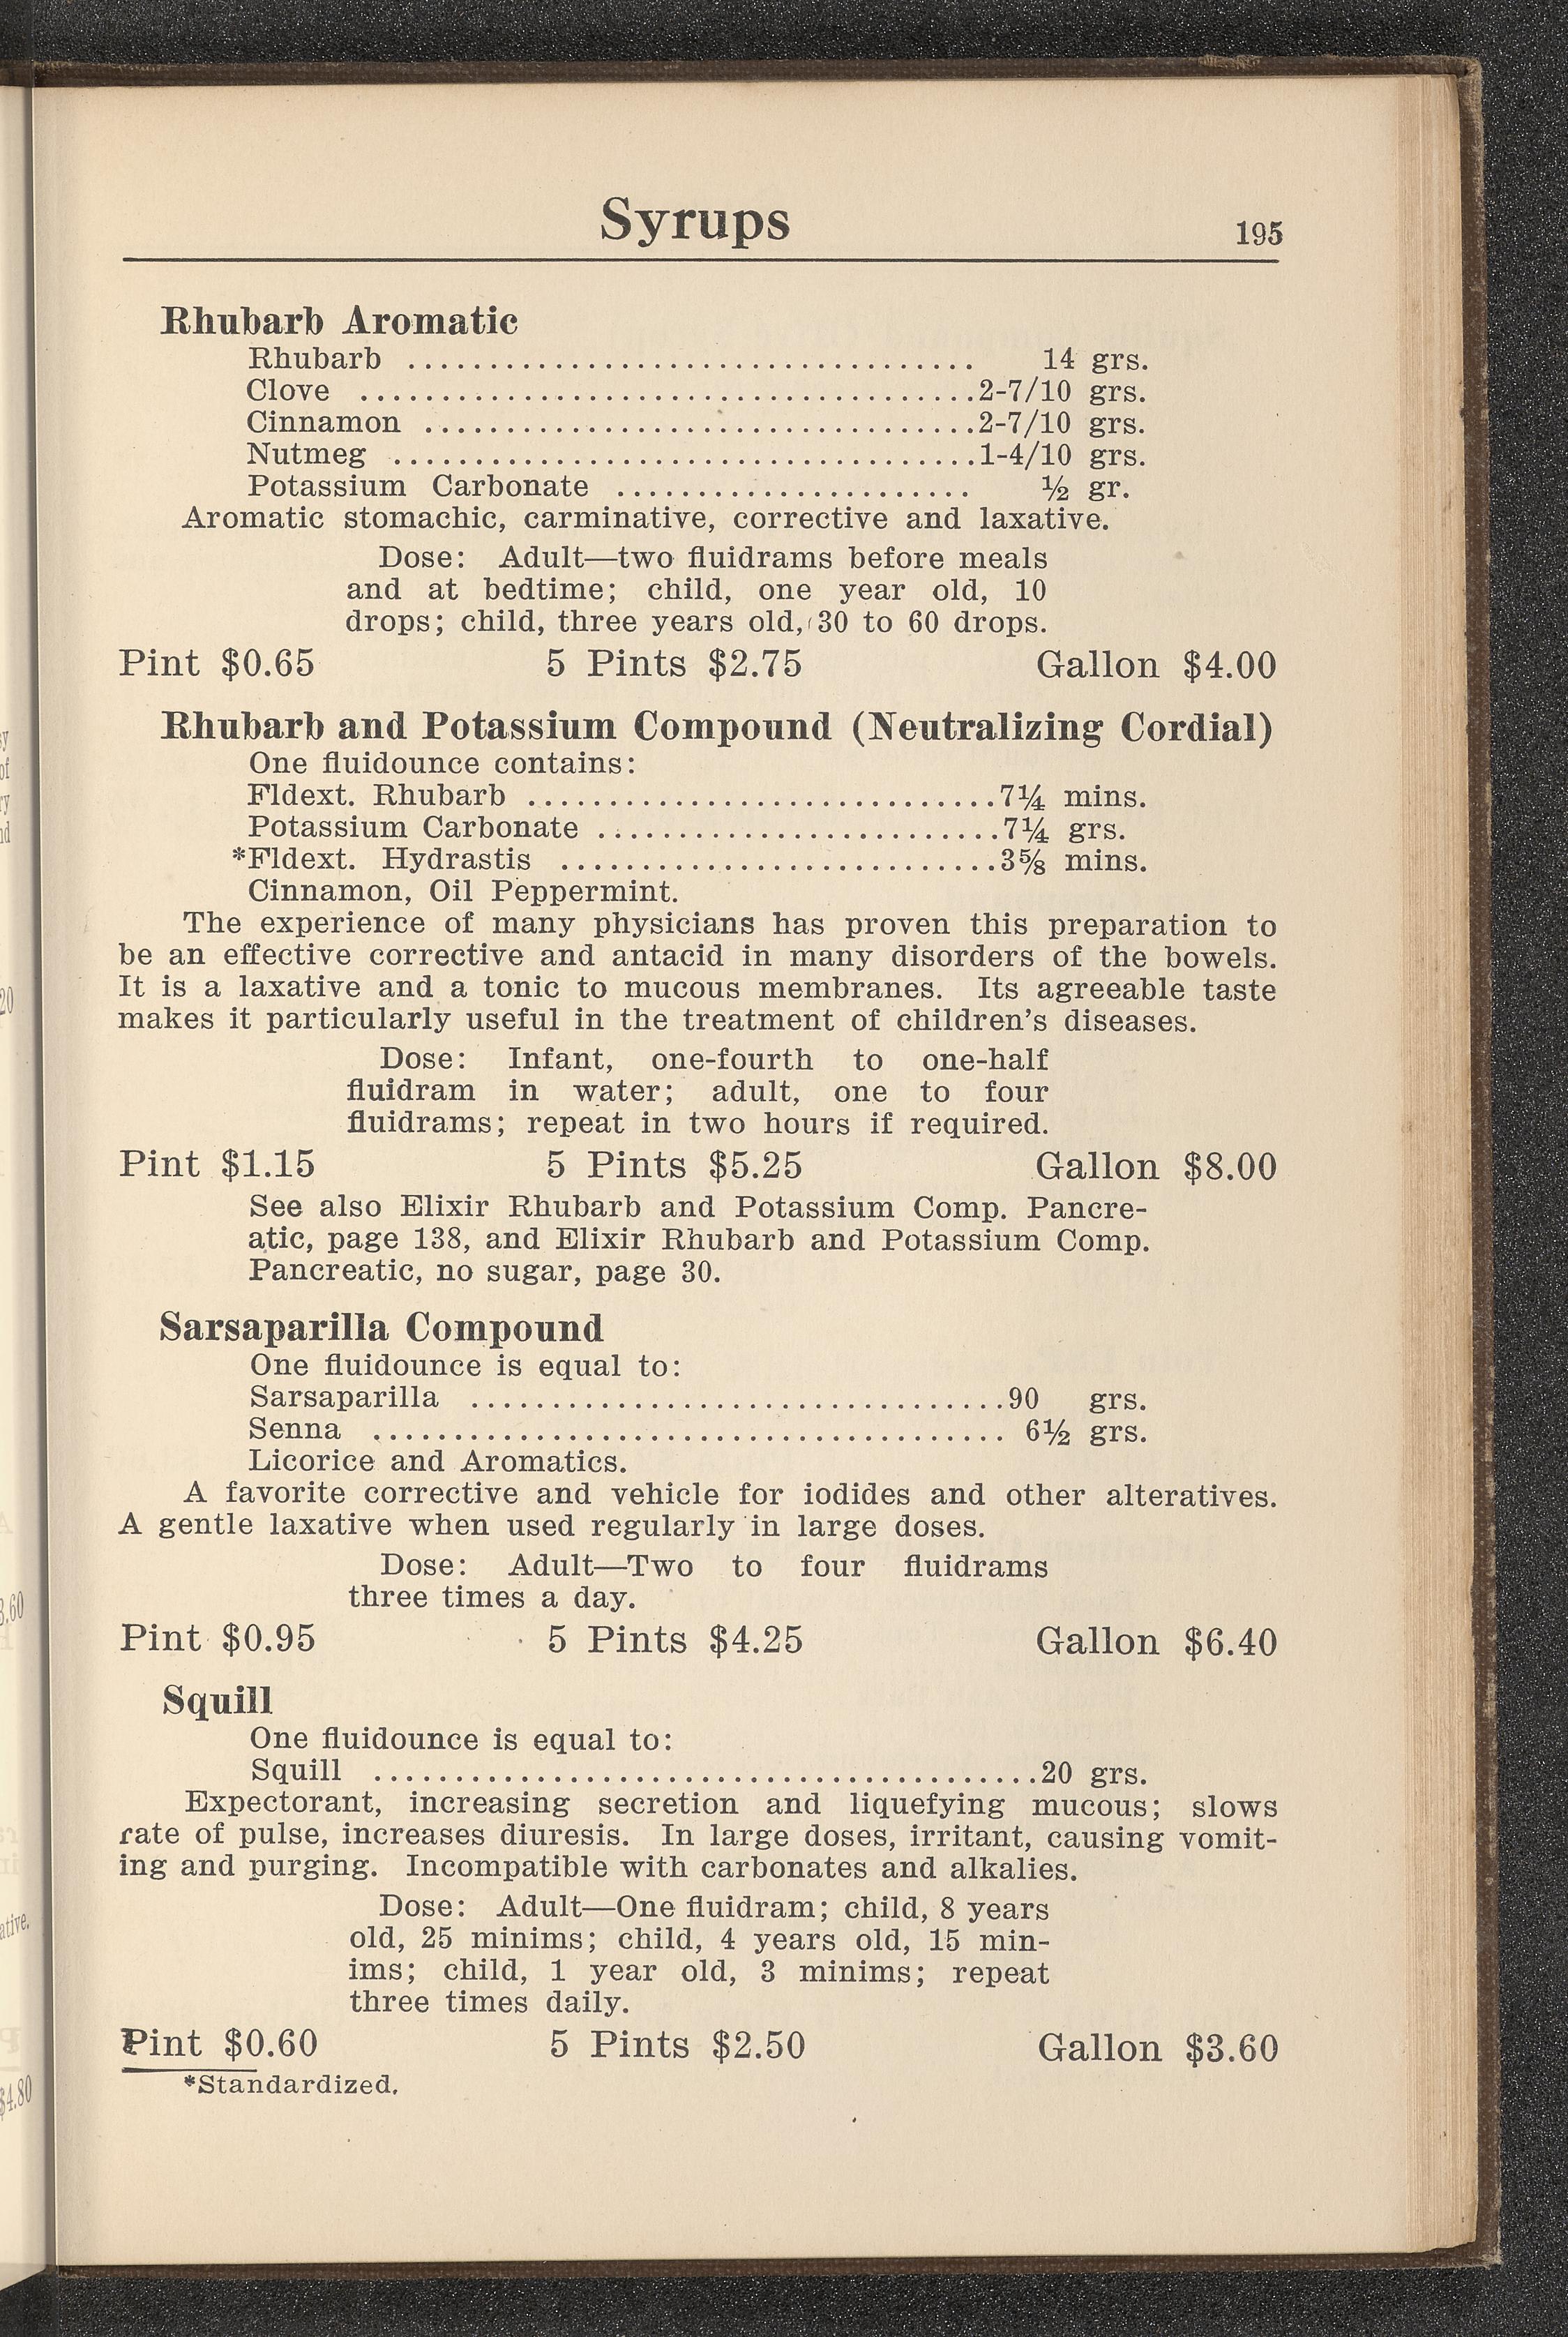 Syrups 195
Rhubarb Aromatic
Rhubarb ................................... 14 grs.
Clove ......................................2-7/10 grs.
Cinnamon ..................................2-7/10 grs.
Nutmeg ....................................1-4/10 grs.
Potassium Carbonate ...................... ½ gr.
Aromatic stomachic, carminative, corrective and laxative.
Dose: Adult—two fluidrams before meals
and at bedtime; child, one year old, 10
drops; child, three years old, 30 to 60 drops.
Pint $0.65 5 Pints $2.75 Gallon $4.00
Rhubarb and Potassium Compound (Neutralizing Cordial)
One fluidounce contains:
Fldext. Rhubarb .............................7¼ mins.
Potassium Carbonate .........................7¼ grs.
*Fldext. Hydrastis ...........................3⅝ mins.
Cinnamon, Oil Peppermint.
The experience of many physicians has proven this preparation to
be an effective corrective and antacid in many disorders of the bowels.
It is a laxative and a tonic to mucous membranes. Its agreeable taste
makes it particularly useful in the treatment of children's diseases.
Dose: Infant, one-fourth to one-half
fluidram in water; adult, one to four
fluidrams; repeat in two hours if required.
Pint $1.15 5 Pints $5.25 Gallon $8.00
See also Elixir Rhubarb and Potassium Comp. Pancre-
atic, page 138, and Elixir Rhubarb and Potassium Comp.
Pancreatic, no sugar, page 30.
Sarsaparilla Compound
One fluidounce is equal to:
Sarsaparilla .................................90 grs.
Senna ....................................... 6½ grs.
Licorice and Aromatics.
A favorite corrective and vehicle for iodides and other alteratives.
A gentle laxative when used regularly in large doses.
Dose: Adult—Two to four fluidrams
three times a day.
Pint $0.95 5 Pints $4.25 Gallon $6.40
Squill
One fluidounce is equal to:
Squill .........................................20 grs.
Expectorant, increasing secretion and liquefying mucous; slows
rate of pulse, increases diuresis. In large doses, irritant, causing vomit-
ing and purging. Incompatible with carbonates and alkalies.
Dose: Adult—One fluidram; child, 8 years
old, 25 minims; child, 4 years old, 15 min-
ims; child, 1 year old, 3 minims; repeat
three times daily.
Pint $0.60 5 Pints $2.50 Gallon $3.60
*Standardized.